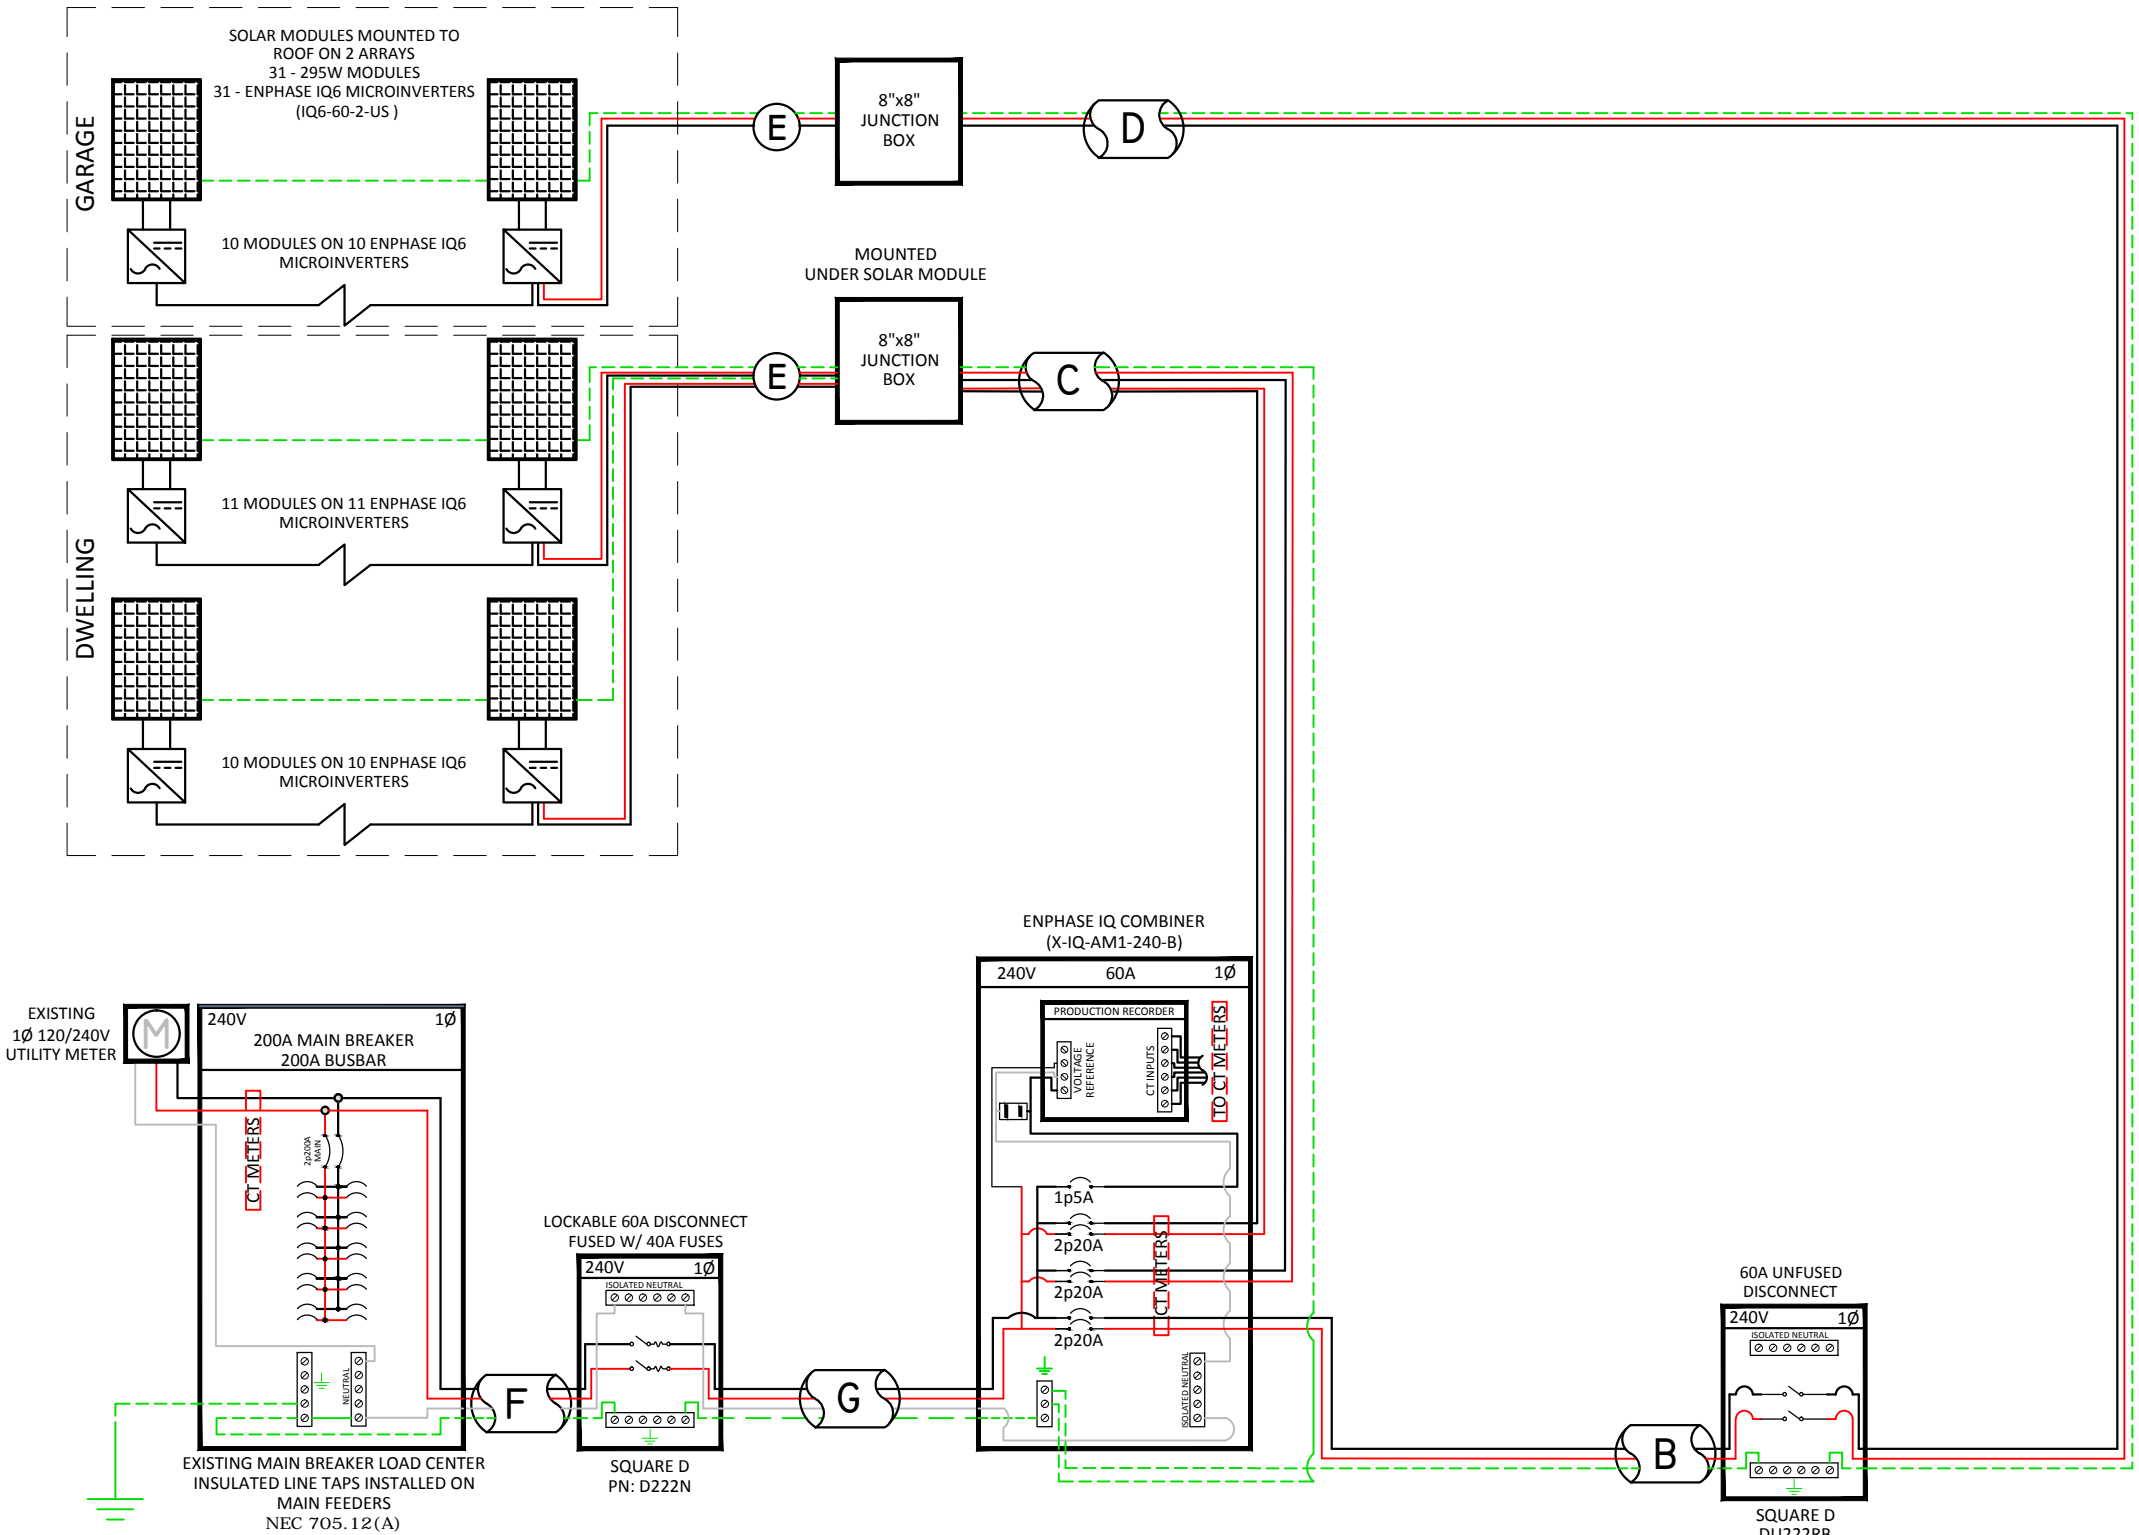 SOLAR MODULES MOUNTED TO
ROOF ON 2 ARRAYS
31 - 295W MODULES
31 - ENPHASE IQ6 MICROINVERTERS
(IQ6-60-2-US )
GARAGE
10 MODULES ON 10 ENPHASE IQ6
MICROINVERTERS
E
8"x8"
JUNCTION
BOX
D
MOUNTED
UNDER SOLAR MODULE
8"x8"
JUNCTION
BOX
E
C
DWELLING
11 MODULES ON 11 ENPHASE IQ6
MICROINVERTERS
10 MODULES ON 10 ENPHASE IQ6
MICROINVERTERS
ENPHASE IQ COMBINER
(X-IQ-AM1-240-B)
240V 60A 1Ø
PRODUCTION RECORDER
VOLTAGE
REFERENCE
CT INPUTS
TO CT METERS
1p5A
2p20A
2p20A
2p20A
CT METERS
ISOLATED NEUTRAL
EXISTING
1Ø 120/240V
UTILITY METER
M
240V 1Ø
200A MAIN BREAKER
200A BUSBAR
CT METERS
2p200A
MAIN
NEUTRAL
EXISTING MAIN BREAKER LOAD CENTER
INSULATED LINE TAPS INSTALLED ON
MAIN FEEDERS
NEC 705.12(A)
F
LOCKABLE 60A DISCONNECT
FUSED W/ 40A FUSES
240V 1Ø
ISOLATED NEUTRAL
SQUARE D
PN: D222N
G
B
60A UNFUSED
DISCONNECT
240V 1Ø
ISOLATED NEUTRAL
SQUARE D
DU222RB